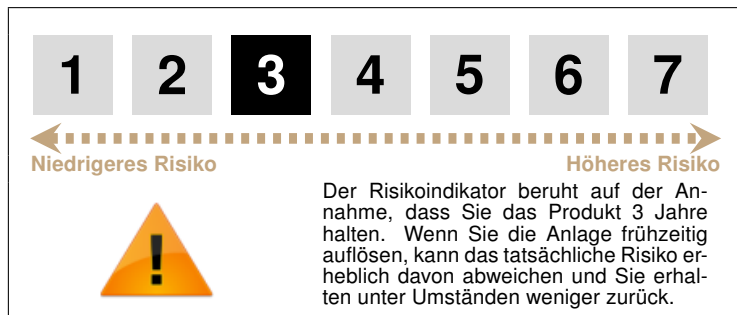 1 2 3 4 5 6 7
Niedrigeres Risiko Höheres Risiko
!
Der Risikoindikator beruht auf der An-
nahme, dass Sie das Produkt 3 Jahre
halten. Wenn Sie die Anlage frühzeitig
auflösen, kann das tatsächliche Risiko er-
heblich davon abweichen und Sie erhal-
ten unter Umständen weniger zurück.